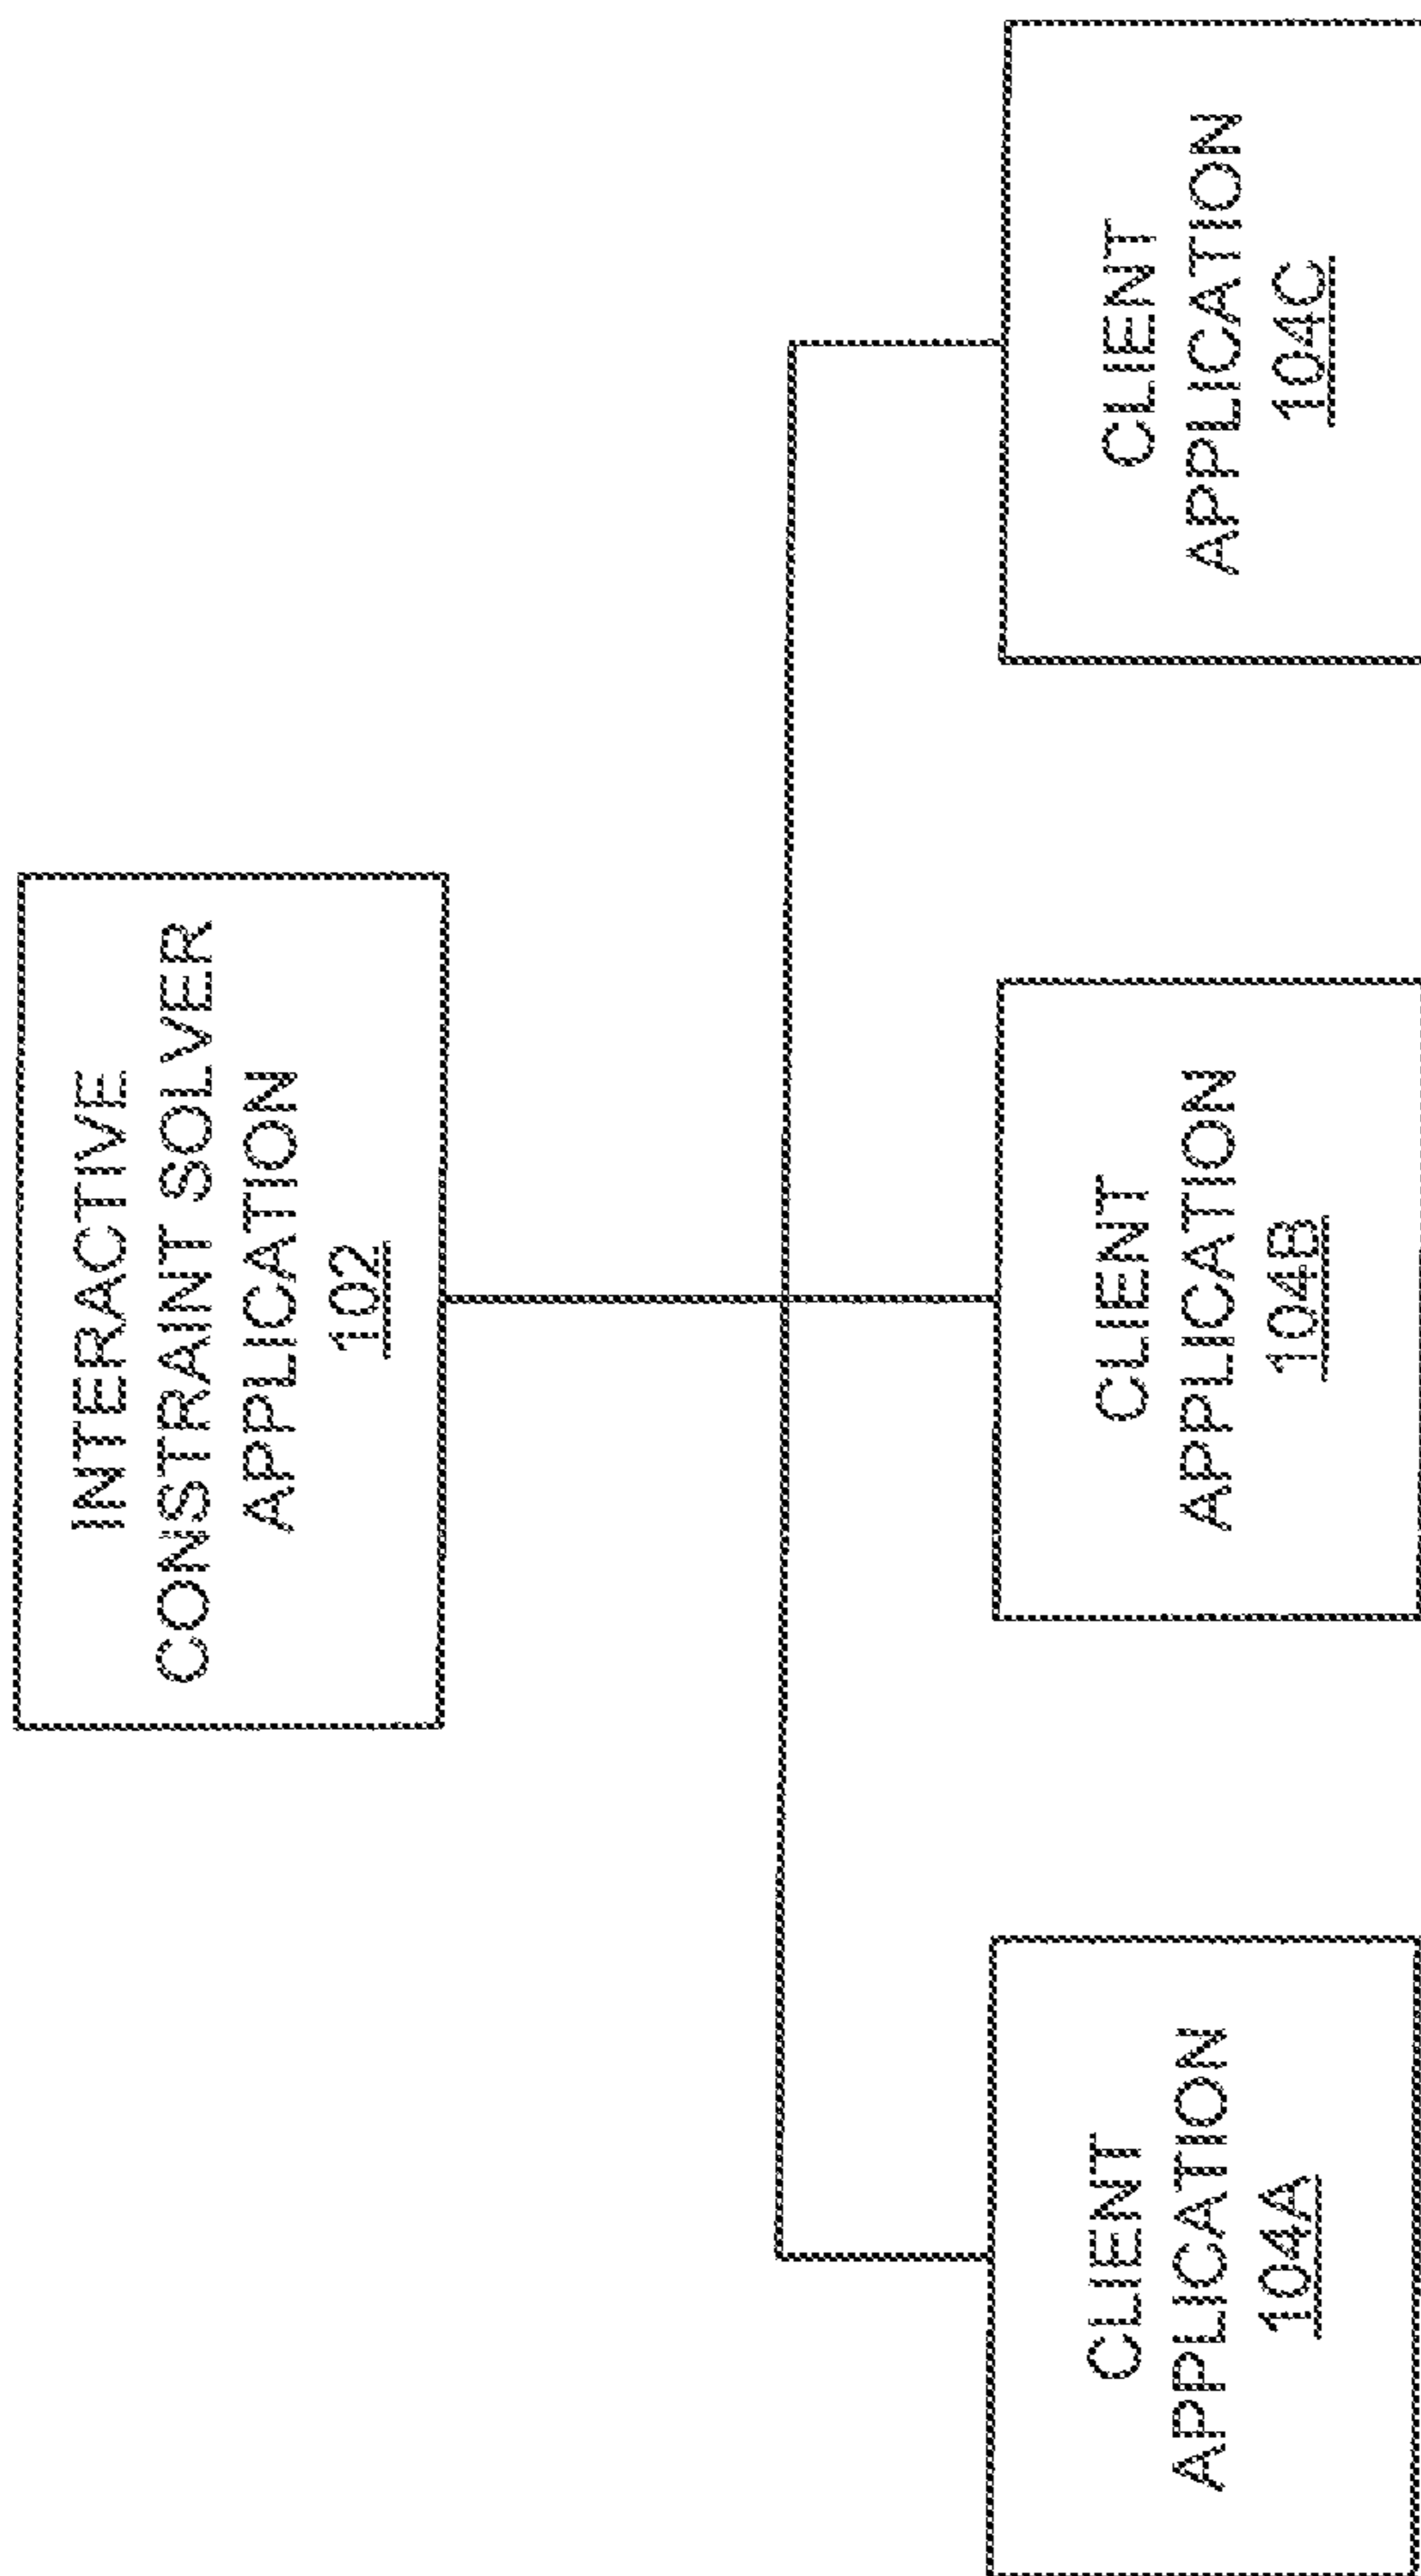 INTERACTIVE
CONSTRAINT SOLVER
APPLICATION
102
CLIENT
APPLICATION
104A
CLIENT
APPLICATION
104B
CLIENT
APPLICATION
104C